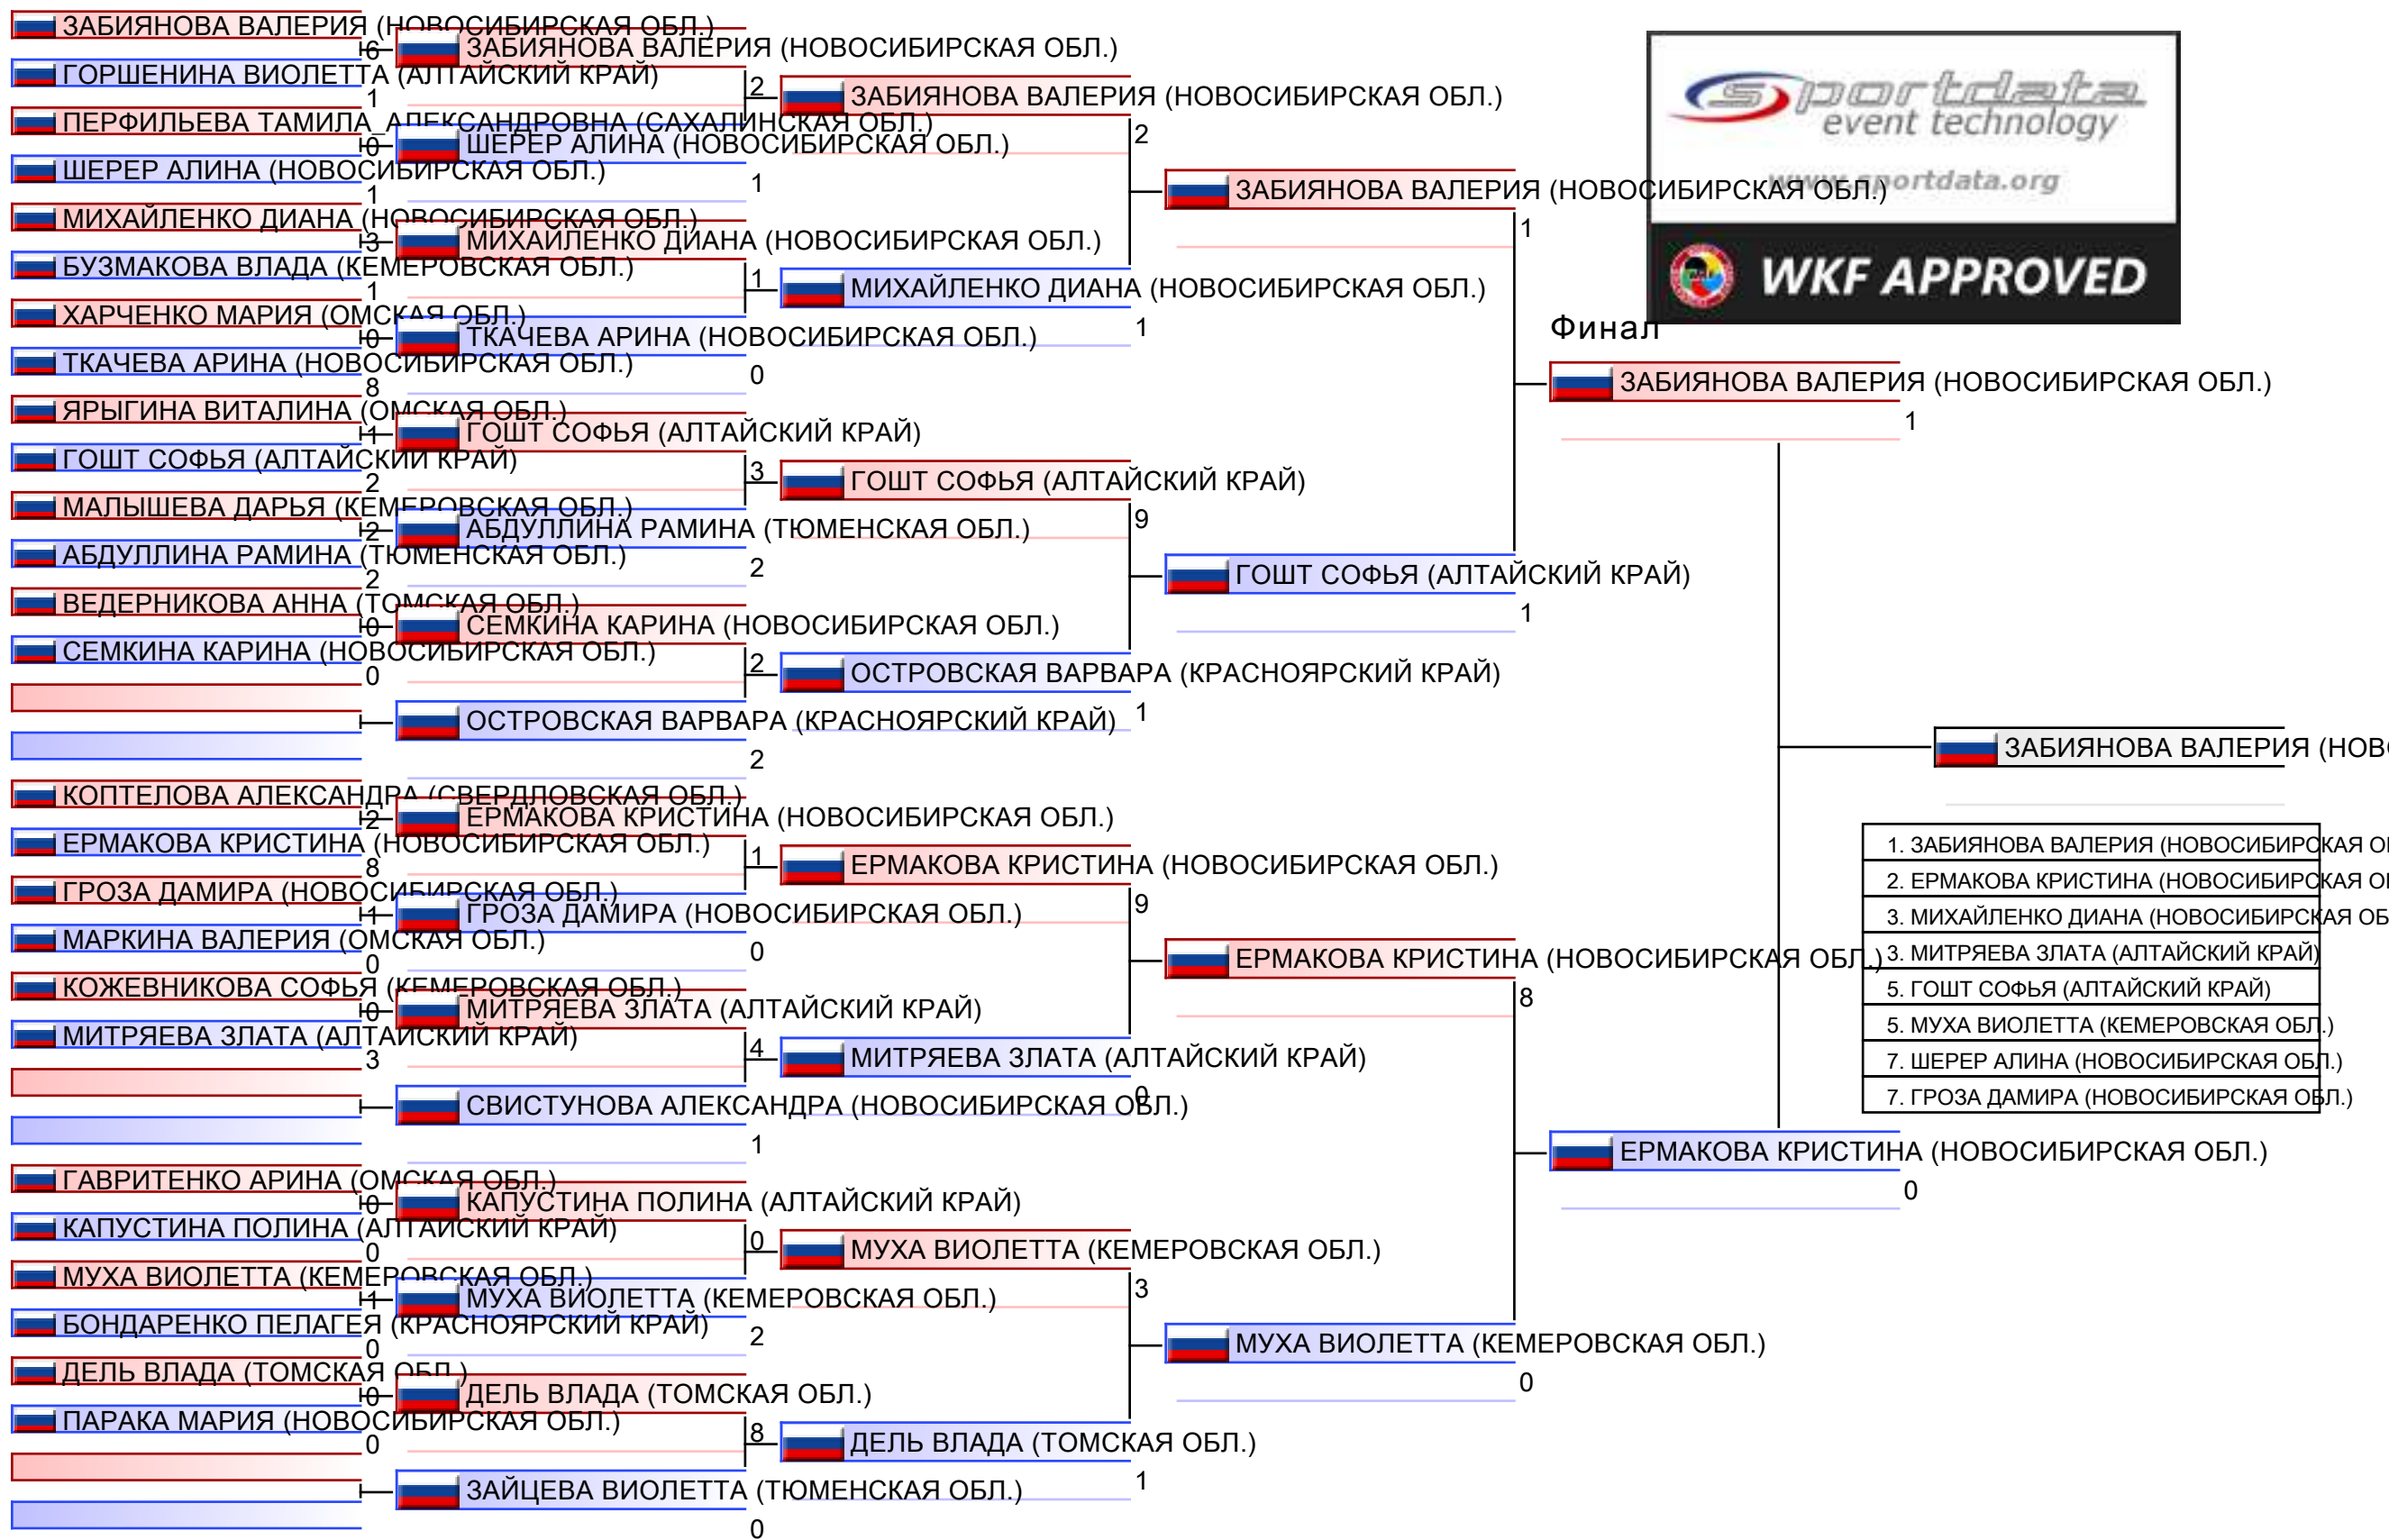 ЗАБИЯНОВА ВАЛЕРИЯ (НОВОСИБИРСКАЯ ОБЛ.)
6
ГОРШЕНИНА ВИОЛЕТТА (АЛТАЙСКИЙ КРАЙ)
1
ПЕРФИЛЬЕВА ТАМИЛА_АЛЕКСАНДРОВНА (САХАЛИНСКАЯ ОБЛ.)
0
ШЕРЕР АЛИНА (НОВОСИБИРСКАЯ ОБЛ.)
1
МИХАЙЛЕНКО ДИАНА (НОВОСИБИРСКАЯ ОБЛ.)
3
БУЗМАКОВА ВЛАДА (КЕМЕРОВСКАЯ ОБЛ.)
1
ХАРЧЕНКО МАРИЯ (ОМСКАЯ ОБЛ.)
0
ТКАЧЕВА АРИНА (НОВОСИБИРСКАЯ ОБЛ.)
8
ЯРЫГИНА ВИТАЛИНА (ОМСКАЯ ОБЛ.)
1
ГОШТ СОФЬЯ (АЛТАЙСКИЙ КРАЙ)
2
МАЛЫШЕВА ДАРЬЯ (КЕМЕРОВСКАЯ ОБЛ.)
2
АБДУЛЛИНА РАМИНА (ТЮМЕНСКАЯ ОБЛ.)
2
ВЕДЕРНИКОВА АННА (ТОМСКАЯ ОБЛ.)
0
СЕМКИНА КАРИНА (НОВОСИБИРСКАЯ ОБЛ.)
0
КОПТЕЛОВА АЛЕКСАНДРА (СВЕРДЛОВСКАЯ ОБЛ.)
2
ЕРМАКОВА КРИСТИНА (НОВОСИБИРСКАЯ ОБЛ.)
8
ГРОЗА ДАМИРА (НОВОСИБИРСКАЯ ОБЛ.)
1
МАРКИНА ВАЛЕРИЯ (ОМСКАЯ ОБЛ.)
0
КОЖЕВНИКОВА СОФЬЯ (КЕМЕРОВСКАЯ ОБЛ.)
0
МИТРЯЕВА ЗЛАТА (АЛТАЙСКИЙ КРАЙ)
3
ГАВРИТЕНКО АРИНА (ОМСКАЯ ОБЛ.)
0
КАПУСТИНА ПОЛИНА (АЛТАЙСКИЙ КРАЙ)
0
МУХА ВИОЛЕТТА (КЕМЕРОВСКАЯ ОБЛ.)
1
БОНДАРЕНКО ПЕЛАГЕЯ (КРАСНОЯРСКИЙ КРАЙ)
0
ДЕЛЬ ВЛАДА (ТОМСКАЯ ОБЛ.)
0
ПАРАКА МАРИЯ (НОВОСИБИРСКАЯ ОБЛ.)
0
ЗАБИЯНОВА ВАЛЕРИЯ (НОВОСИБИРСКАЯ ОБЛ.)
2
ШЕРЕР АЛИНА (НОВОСИБИРСКАЯ ОБЛ.)
1
МИХАЙЛЕНКО ДИАНА (НОВОСИБИРСКАЯ ОБЛ.)
1
ТКАЧЕВА АРИНА (НОВОСИБИРСКАЯ ОБЛ.)
0
ГОШТ СОФЬЯ (АЛТАЙСКИЙ КРАЙ)
3
АБДУЛЛИНА РАМИНА (ТЮМЕНСКАЯ ОБЛ.)
2
СЕМКИНА КАРИНА (НОВОСИБИРСКАЯ ОБЛ.)
2
ОСТРОВСКАЯ ВАРВАРА (КРАСНОЯРСКИЙ КРАЙ)
2
ЕРМАКОВА КРИСТИНА (НОВОСИБИРСКАЯ ОБЛ.)
1
ГРОЗА ДАМИРА (НОВОСИБИРСКАЯ ОБЛ.)
0
МИТРЯЕВА ЗЛАТА (АЛТАЙСКИЙ КРАЙ)
4
СВИСТУНОВА АЛЕКСАНДРА (НОВОСИБИРСКАЯ ОБЛ.)
1
КАПУСТИНА ПОЛИНА (АЛТАЙСКИЙ КРАЙ)
0
МУХА ВИОЛЕТТА (КЕМЕРОВСКАЯ ОБЛ.)
2
ДЕЛЬ ВЛАДА (ТОМСКАЯ ОБЛ.)
8
ЗАЙЦЕВА ВИОЛЕТТА (ТЮМЕНСКАЯ ОБЛ.)
0
ЗАБИЯНОВА ВАЛЕРИЯ (НОВОСИБИРСКАЯ ОБЛ.)
2
МИХАЙЛЕНКО ДИАНА (НОВОСИБИРСКАЯ ОБЛ.)
1
ГОШТ СОФЬЯ (АЛТАЙСКИЙ КРАЙ)
9
ОСТРОВСКАЯ ВАРВАРА (КРАСНОЯРСКИЙ КРАЙ)
1
ЕРМАКОВА КРИСТИНА (НОВОСИБИРСКАЯ ОБЛ.)
9
МИТРЯЕВА ЗЛАТА (АЛТАЙСКИЙ КРАЙ)
0
МУХА ВИОЛЕТТА (КЕМЕРОВСКАЯ ОБЛ.)
3
ДЕЛЬ ВЛАДА (ТОМСКАЯ ОБЛ.)
1
ЗАБИЯНОВА ВАЛЕРИЯ (НОВОСИБИРСКАЯ ОБЛ.)
1
ГОШТ СОФЬЯ (АЛТАЙСКИЙ КРАЙ)
1
ЕРМАКОВА КРИСТИНА (НОВОСИБИРСКАЯ ОБЛ.)
8
МУХА ВИОЛЕТТА (КЕМЕРОВСКАЯ ОБЛ.)
0
sportdata
event technology
www.sportdata.org
WKF APPROVED
Финал
ЗАБИЯНОВА ВАЛЕРИЯ (НОВОСИБИРСКАЯ ОБЛ.)
1
ЕРМАКОВА КРИСТИНА (НОВОСИБИРСКАЯ ОБЛ.)
0
ЗАБИЯНОВА ВАЛЕРИЯ (НОВ
1. ЗАБИЯНОВА ВАЛЕРИЯ (НОВОСИБИРСКАЯ О
2. ЕРМАКОВА КРИСТИНА (НОВОСИБИРСКАЯ О
3. МИХАЙЛЕНКО ДИАНА (НОВОСИБИРСКАЯ ОБ
3. МИТРЯЕВА ЗЛАТА (АЛТАЙСКИЙ КРАЙ)
5. ГОШТ СОФЬЯ (АЛТАЙСКИЙ КРАЙ)
5. МУХА ВИОЛЕТТА (КЕМЕРОВСКАЯ ОБЛ.)
7. ШЕРЕР АЛИНА (НОВОСИБИРСКАЯ ОБЛ.)
7. ГРОЗА ДАМИРА (НОВОСИБИРСКАЯ ОБЛ.)